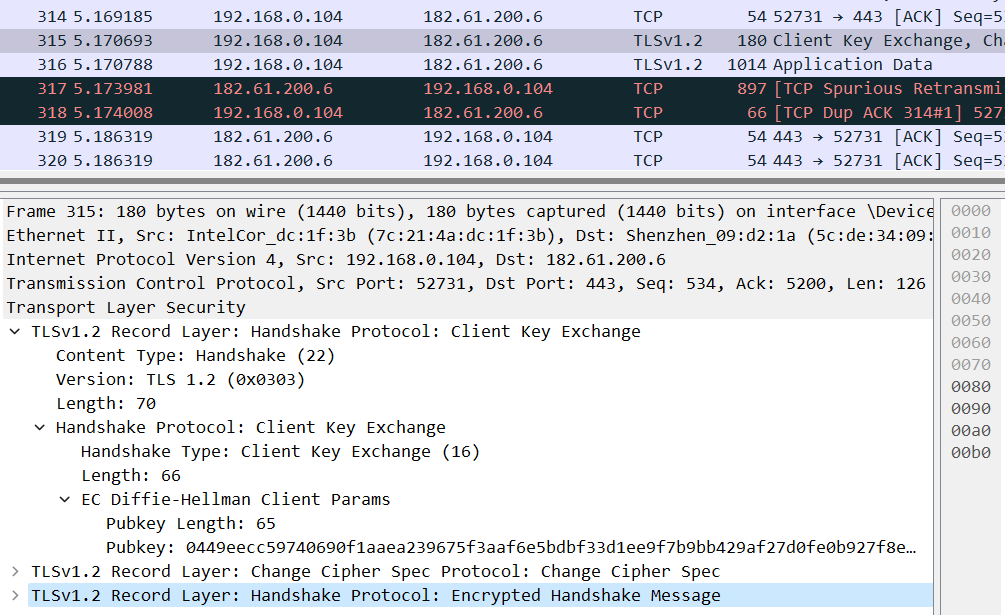 314 5.169185 192.168.0.104 182.61.200.6 TCP 54 52731 → 443 [ACK] Seq=5
315 5.170693 192.168.0.104 182.61.200.6 TLSv1.2 180 Client Key Exchange, Ch
316 5.170788 192.168.0.104 182.61.200.6 TLSv1.2 1014 Application Data
317 5.173981 182.61.200.6 192.168.0.104 TCP 897 [TCP Spurious Retransmi
318 5.174008 192.168.0.104 182.61.200.6 TCP 66 [TCP Dup ACK 314#1] 527
319 5.186319 182.61.200.6 192.168.0.104 TCP 54 443 → 52731 [ACK] Seq=5
320 5.186319 182.61.200.6 192.168.0.104 TCP 54 443 → 52731 [ACK] Seq=5
Frame 315: 180 bytes on wire (1440 bits), 180 bytes captured (1440 bits) on interface \Device
Ethernet II, Src: IntelCor_dc:1f:3b (7c:21:4a:dc:1f:3b), Dst: Shenzhen_09:d2:1a (5c:de:34:09:
Internet Protocol Version 4, Src: 192.168.0.104, Dst: 182.61.200.6
Transmission Control Protocol, Src Port: 52731, Dst Port: 443, Seq: 534, Ack: 5200, Len: 126
Transport Layer Security
TLSv1.2 Record Layer: Handshake Protocol: Client Key Exchange
Content Type: Handshake (22)
Version: TLS 1.2 (0x0303)
Length: 70
Handshake Protocol: Client Key Exchange
Handshake Type: Client Key Exchange (16)
Length: 66
EC Diffie-Hellman Client Params
Pubkey Length: 65
Pubkey: 0449eecc59740690f1aaea239675f3aaf6e5bdbf33d1ee9f7b9bb429af27d0fe0b927f8e…
TLSv1.2 Record Layer: Change Cipher Spec Protocol: Change Cipher Spec
TLSv1.2 Record Layer: Handshake Protocol: Encrypted Handshake Message
0000
0010
0020
0030
0040
0050
0060
0070
0080
0090
00a0
00b0